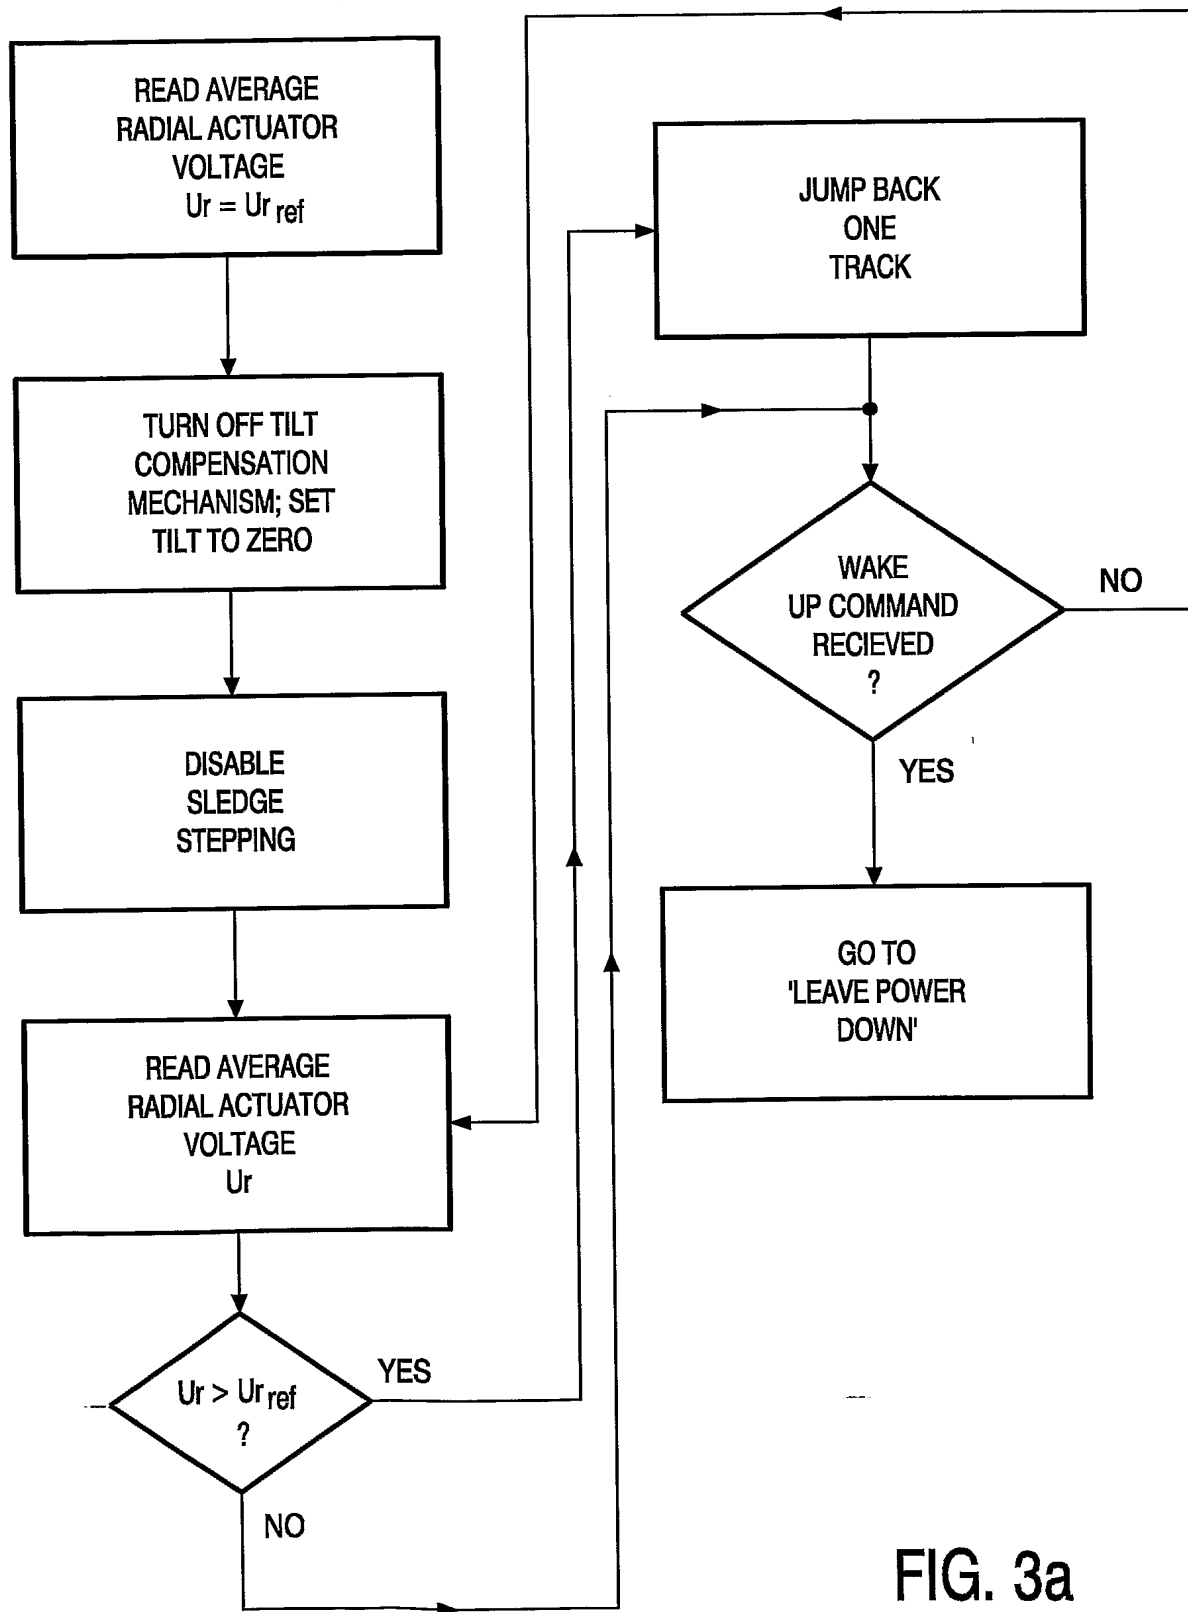 READ AVERAGE
RADIAL ACTUATOR
VOLTAGE
Ur = Ur ref
TURN OFF TILT
COMPENSATION
MECHANISM; SET
TILT TO ZERO
DISABLE
SLEDGE
STEPPING
READ AVERAGE
RADIAL ACTUATOR
VOLTAGE
Ur
Ur > Ur ref
?
YES
NO
JUMP BACK
ONE
TRACK
WAKE
UP COMMAND
RECIEVED
?
NO
YES
GO TO
'LEAVE POWER
DOWN'
FIG. 3a